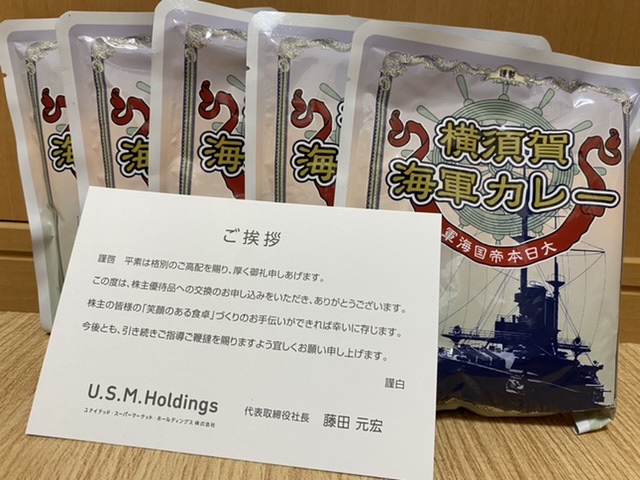 謹製
横須賀
海軍カレー
軍海国帝本日大
海
海
海
海軍
ご挨拶
謹啓 平素は格別のご高配を賜り、厚く御礼申しあげます。
この度は、株主優待品への交換のお申し込みをいただき、ありがとうございます。
株主の皆様の「笑顔のある食卓」づくりのお手伝いができれば幸いに存じます。
今後とも、引き続きご指導ご鞭撻を賜りますよう宜しくお願い申し上げます。
謹白
U.S.M.Holdings
ユナイテッド・スーパーマーケット・ホールディングス株式会社
代表取締役社長 藤田 元宏